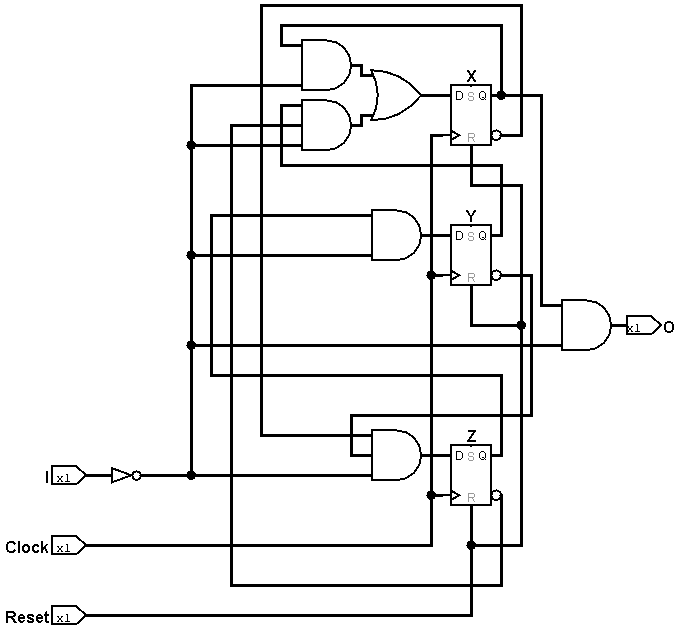 X
D S Q
R
Y
D S Q
R
x1 O
Z
D S Q
R
I x1
Clock x1
Reset x1